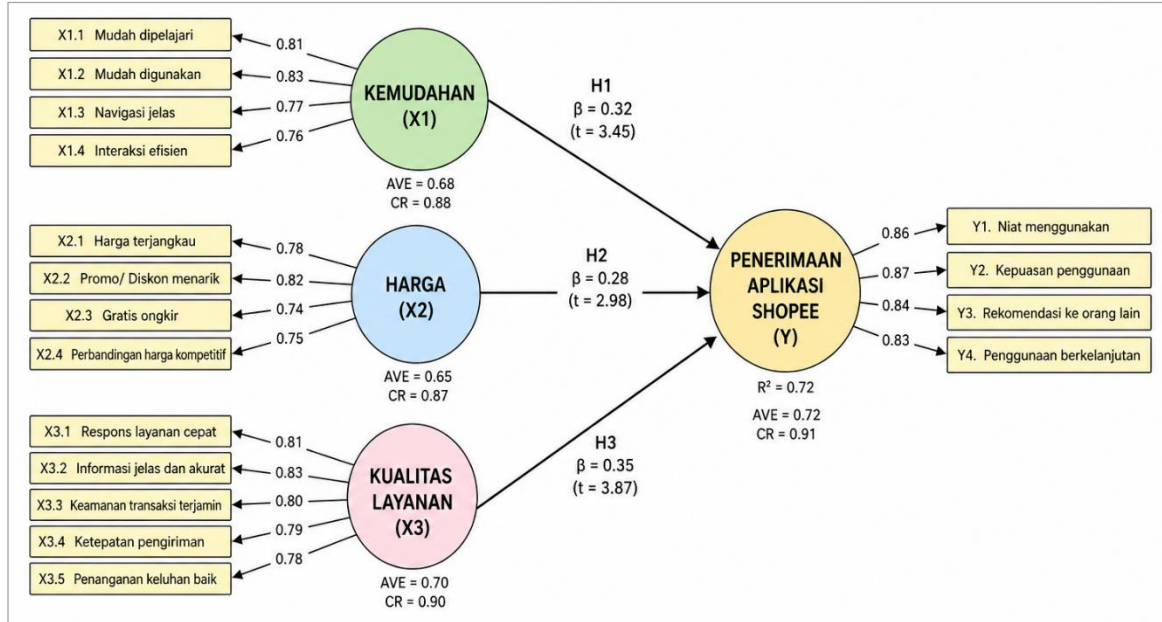 X1.1 Mudah dipelajari
X1.2 Mudah digunakan
X1.3 Navigasi jelas
X1.4 Interaksi efisien
0.81
0.83
0.77
0.76
KEMUDAHAN
(X1)
AVE = 0.68
CR = 0.88
H1
β = 0.32
(t = 3.45)
X2.1 Harga terjangkau
X2.2 Promo/ Diskon menarik
X2.3 Gratis ongkir
X2.4 Perbandingan harga kompetitif
0.78
0.82
0.74
0.75
HARGA
(X2)
AVE = 0.65
CR = 0.87
H2
β = 0.28
(t = 2.98)
X3.1 Respons layanan cepat
X3.2 Informasi jelas dan akurat
X3.3 Keamanan transaksi terjamin
X3.4 Ketepatan pengiriman
X3.5 Penanganan keluhan baik
0.81
0.83
0.80
0.79
0.78
KUALITAS
LAYANAN
(X3)
AVE = 0.70
CR = 0.90
H3
β = 0.35
(t = 3.87)
PENERIMAAN
APLIKASI
SHOPEE
(Y)
R² = 0.72
AVE = 0.72
CR = 0.91
0.86
0.87
0.84
0.83
Y1. Niat menggunakan
Y2. Kepuasan penggunaan
Y3. Rekomendasi ke orang lain
Y4. Penggunaan berkelanjutan